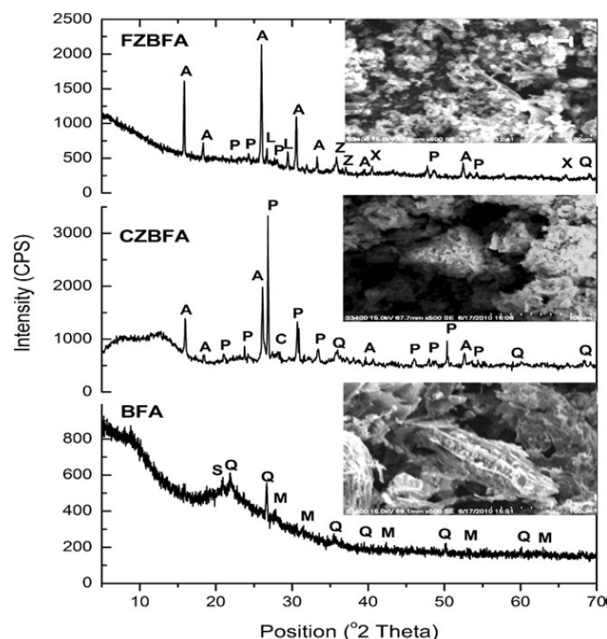 2500
FZBFA
2000
1500
1000
500
0
A
A
P
P
A
L
P
L
A
A
Z
Z
A
X
P
P
A
P
X
Q
CZBFA
3000
2000
1000
0
A
A
P
P
A
P
C
P
P
Q
A
P
P
P
A
P
Q
Q
BFA
800
600
400
200
0
S
Q
Q
M
M
Q
Q
M
Q
M
Q
M
10
20
30
40
50
60
70
Intensity (CPS)
Position (°2 Theta)